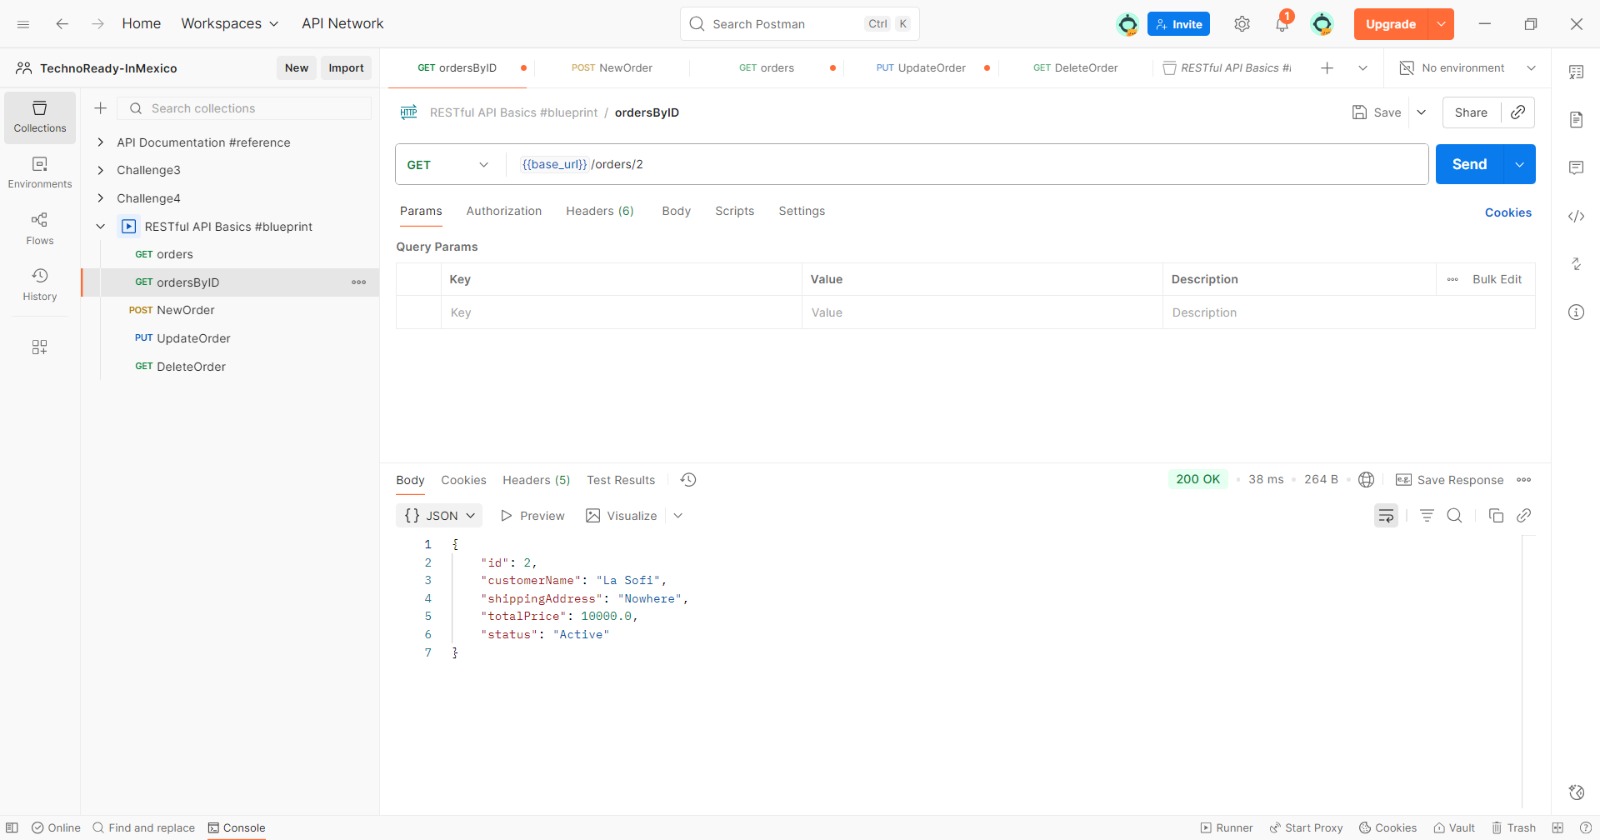 Home Workspaces API Network Search Postman Ctrl K Invite 1 Upgrade
TechnoReady-InMexico New Import GET ordersByID POST NewOrder GET orders PUT UpdateOrder GET DeleteOrder RESTful API Basics #bl No environment
Collections
Environments
Flows
History
Search collections
API Documentation #reference
Challenge3
Challenge4
RESTful API Basics #blueprint
GET orders
GET ordersByID
POST NewOrder
PUT UpdateOrder
GET DeleteOrder
HTTP RESTful API Basics #blueprint / ordersByID Save Share
GET {{base_url}} /orders/2 Send
Params Authorization Headers (6) Body Scripts Settings Cookies
Query Params
Key Value Description Bulk Edit
Key Value Description
Body Cookies Headers (5) Test Results 200 OK 38 ms 264 B e.g. Save Response
{} JSON Preview Visualize
1 {
2 "id": 2,
3 "customerName": "La Sofi",
4 "shippingAddress": "Nowhere",
5 "totalPrice": 10000.0,
6 "status": "Active"
7 }
Online Find and replace Console Runner Start Proxy Cookies Vault Trash